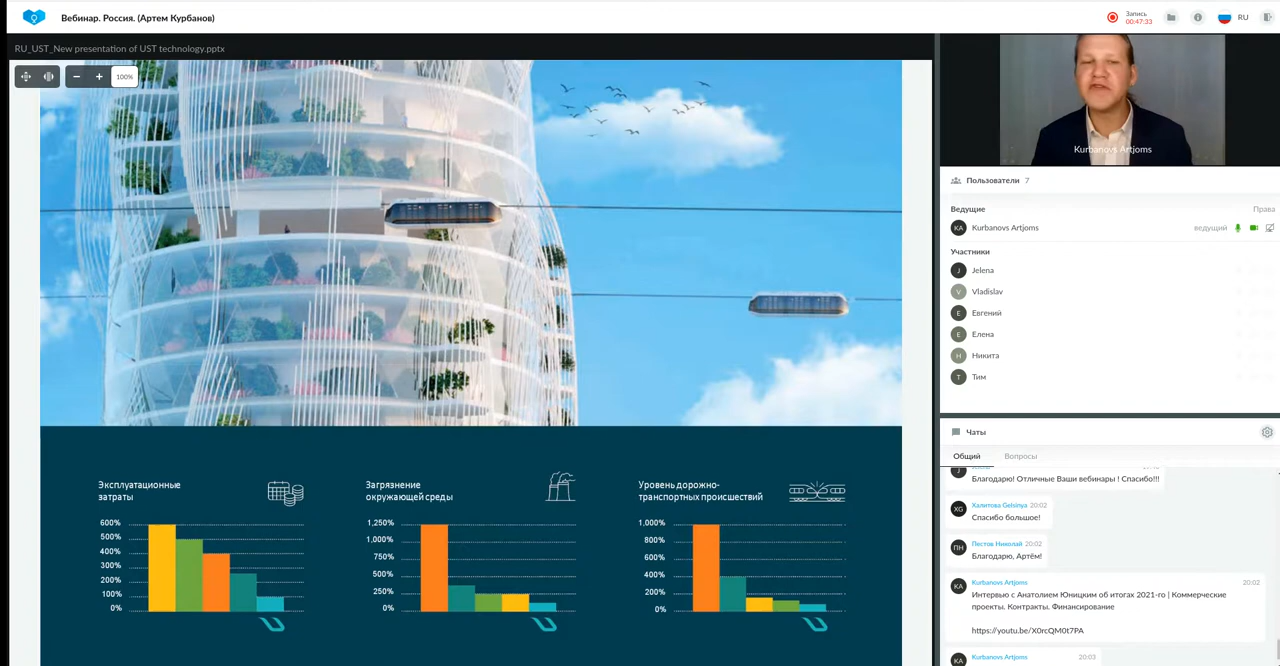 Вебинар. Россия. (Артем Курбанов)
Запись
00:47:33
RU
RU_UST_New presentation of UST technology.pptx
100%
Эксплуатационные
затраты
600%
500%
400%
300%
200%
100%
0%
Загрязнение
окружающей среды
1,250%
1,000%
750%
500%
250%
0%
Уровень дорожно-
транспортных происшествий
1,000%
800%
600%
400%
200%
0%
Kurbanovs Artjoms
Пользователи 7
Ведущие
Права
KA Kurbanovs Artjoms
ведущий
Участники
J Jelena
V Vladislav
E Евгений
Е Елена
Н Никита
Т Тим
Чаты
Общий
Вопросы
Благодарю! Отличные Ваши вебинары ! Спасибо!!!
XG Халитова Gelsinya 20:02
Спасибо большое!
ПН Пестов Николай 20:02
Благодарю, Артём!
KA Kurbanovs Artjoms 20:02
Интервью с Анатолием Юницким об итогах 2021-го | Коммерческие
проекты. Контракты. Финансирование
https://youtu.be/X0rcQM0t7PA
KA Kurbanovs Artjoms 20:03